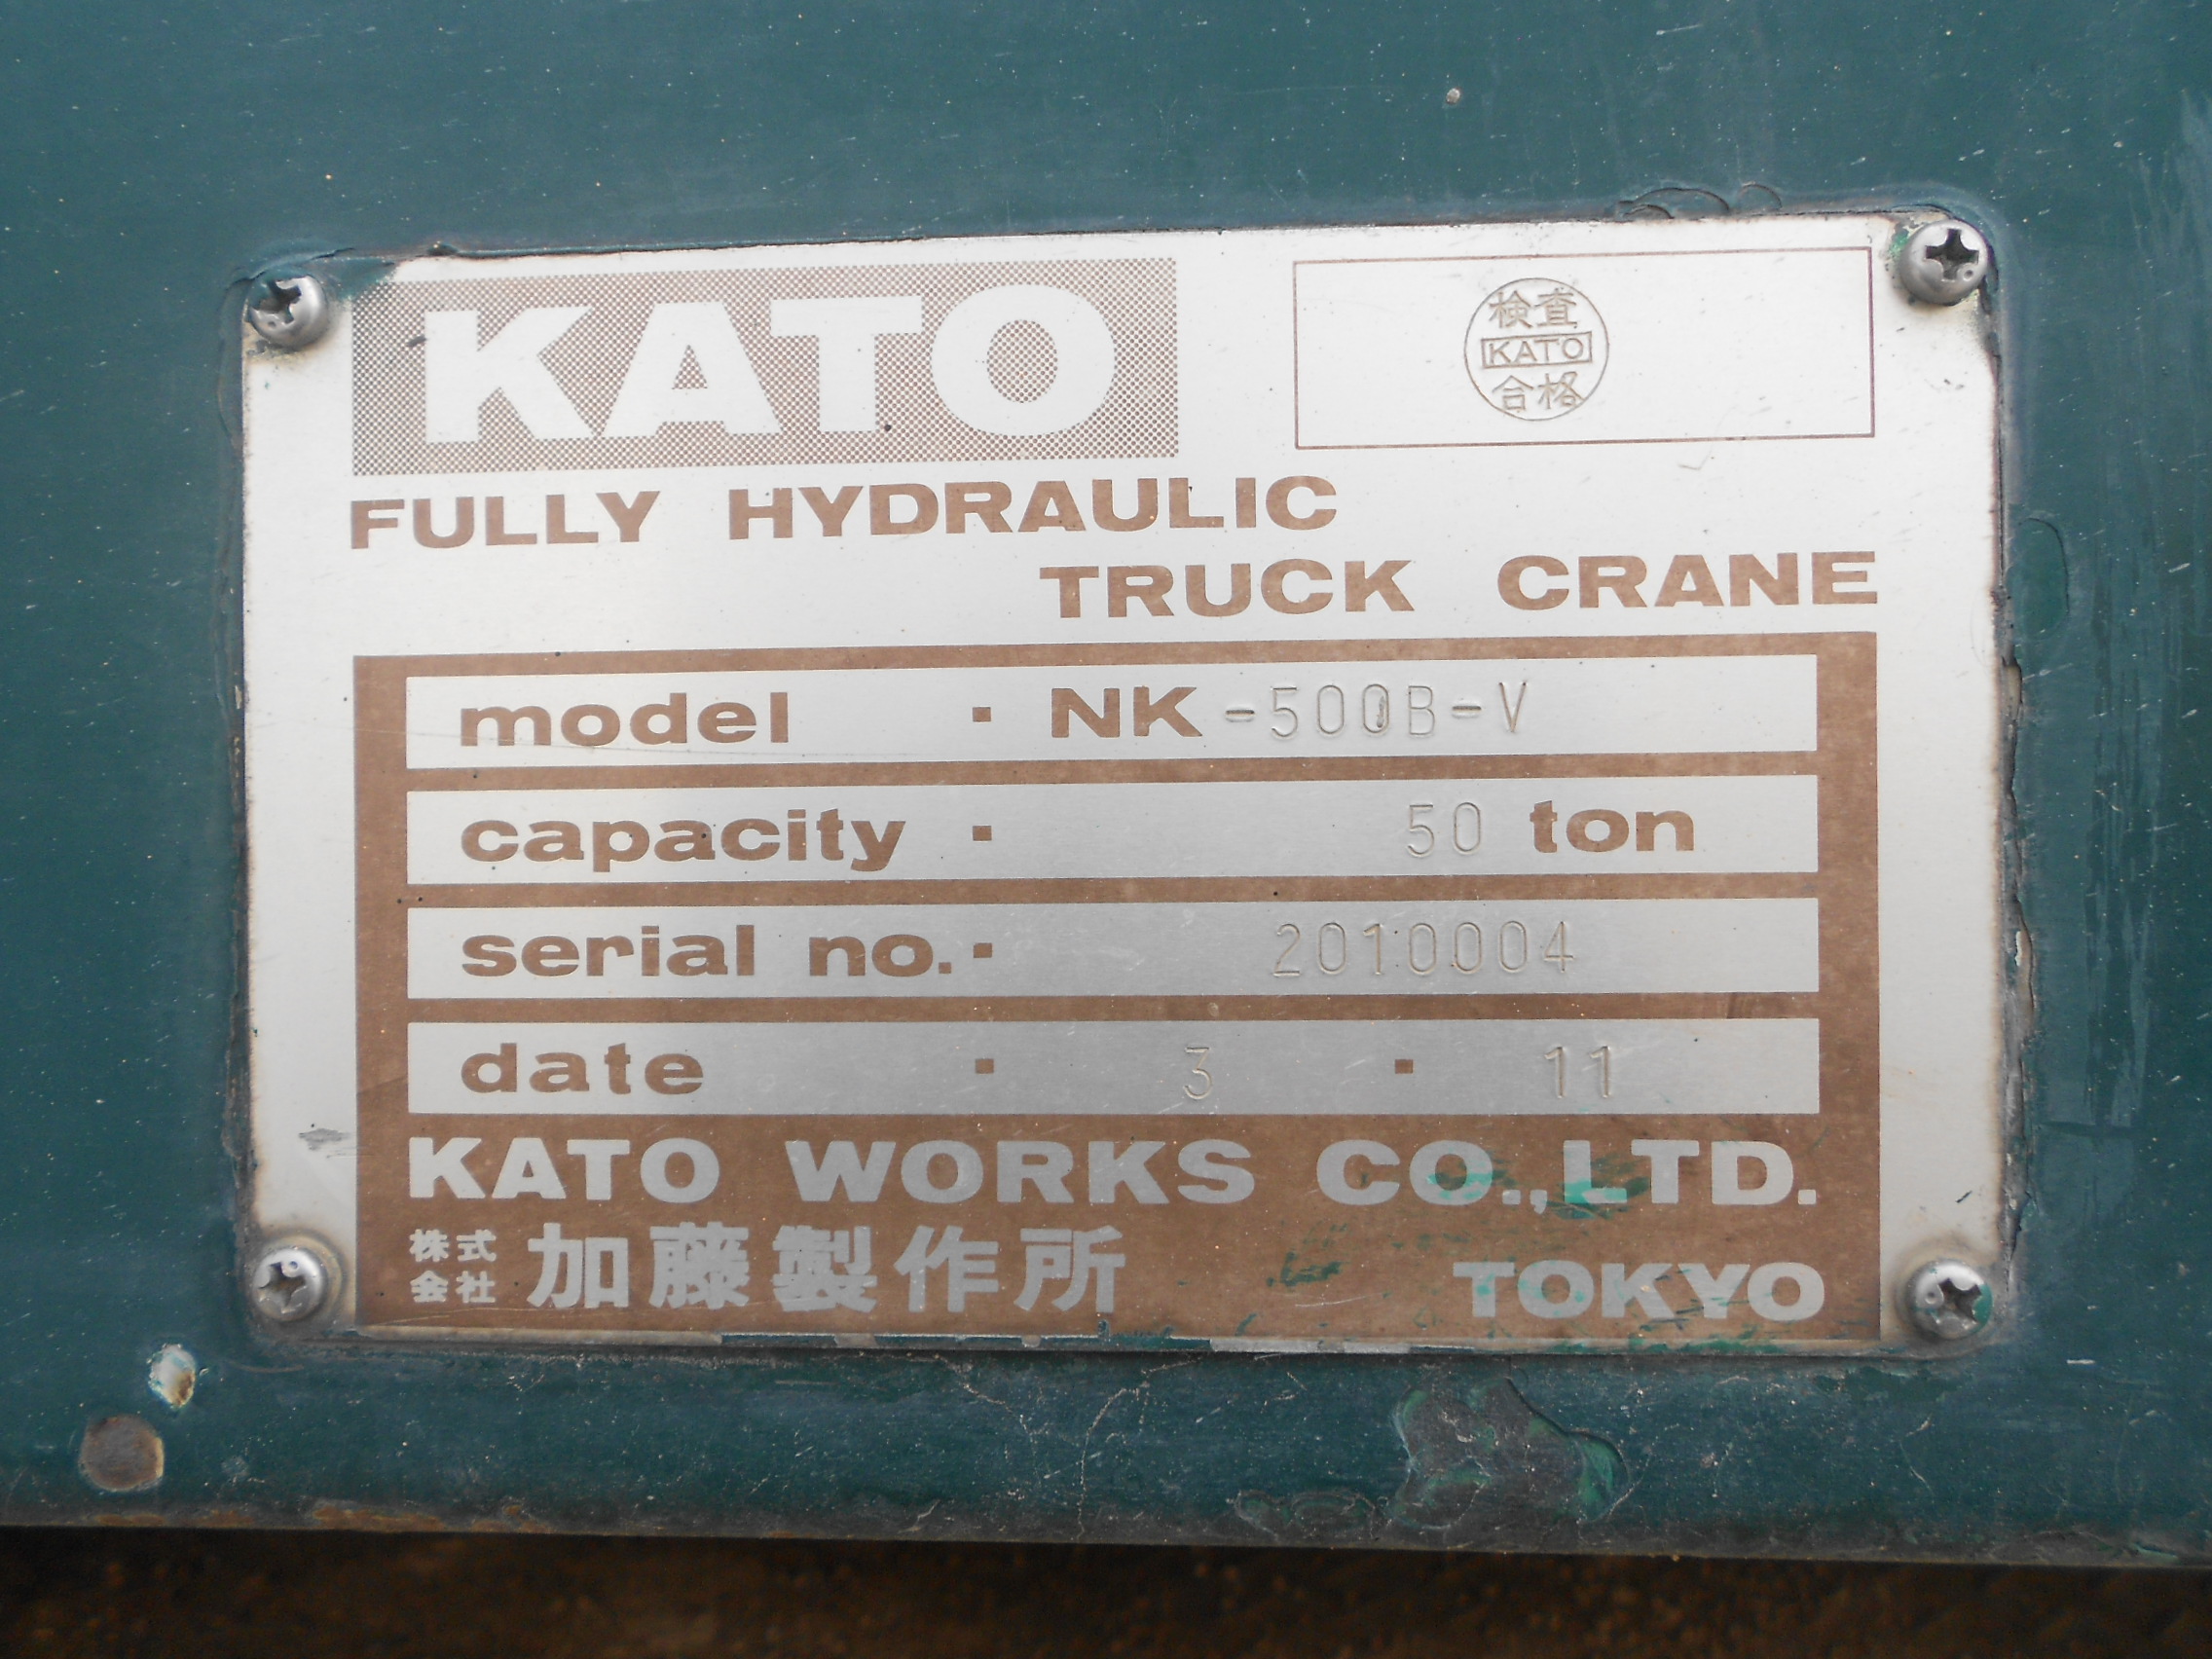 KATO
検査
KATO
合格
FULLY HYDRAULIC
TRUCK CRANE
model · NK-500B-V
capacity · 50 ton
serial no. · 2010004
date · 3 · 11
KATO WORKS CO.,LTD.
株式会社 加藤製作所 TOKYO